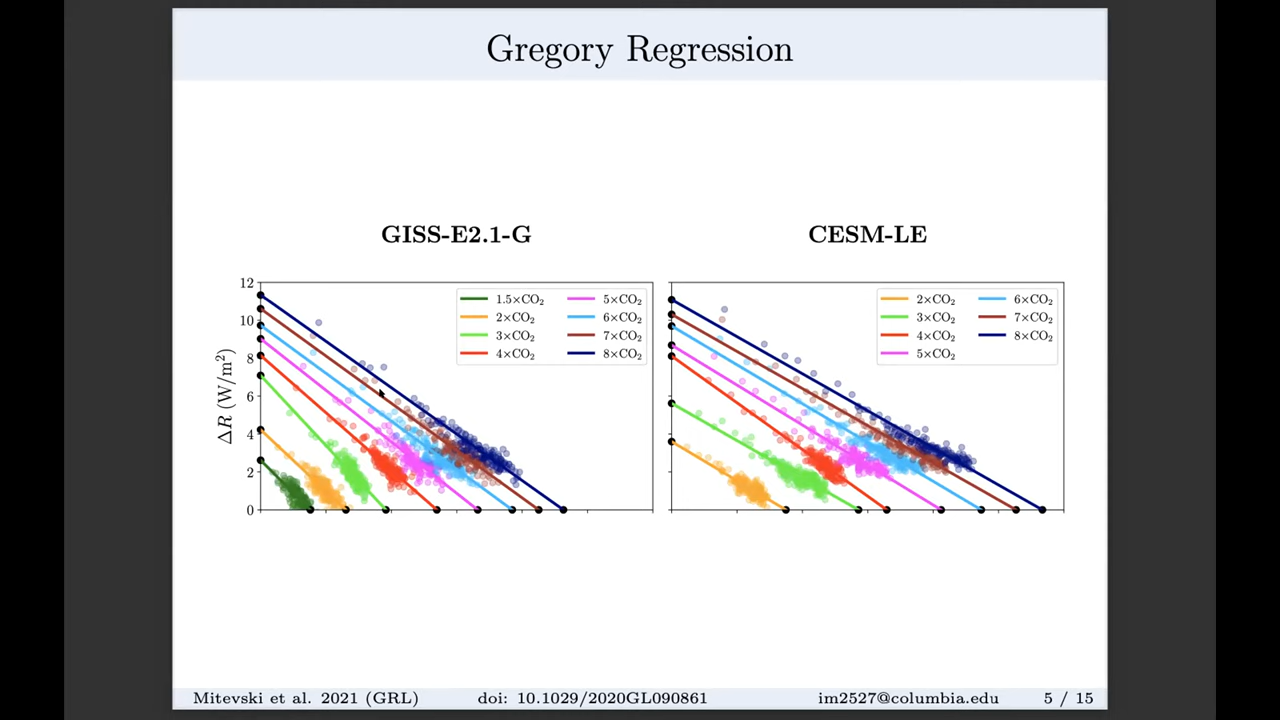 Gregory Regression
GISS-E2.1-G
CESM-LE
12
10
8
6
4
2
0
ΔR (W/m²)
1.5×CO₂
2×CO₂
3×CO₂
4×CO₂
5×CO₂
6×CO₂
7×CO₂
8×CO₂
2×CO₂
3×CO₂
4×CO₂
5×CO₂
6×CO₂
7×CO₂
8×CO₂
Mitevski et al. 2021 (GRL) doi: 10.1029/2020GL090861 im2527@columbia.edu 5 / 15